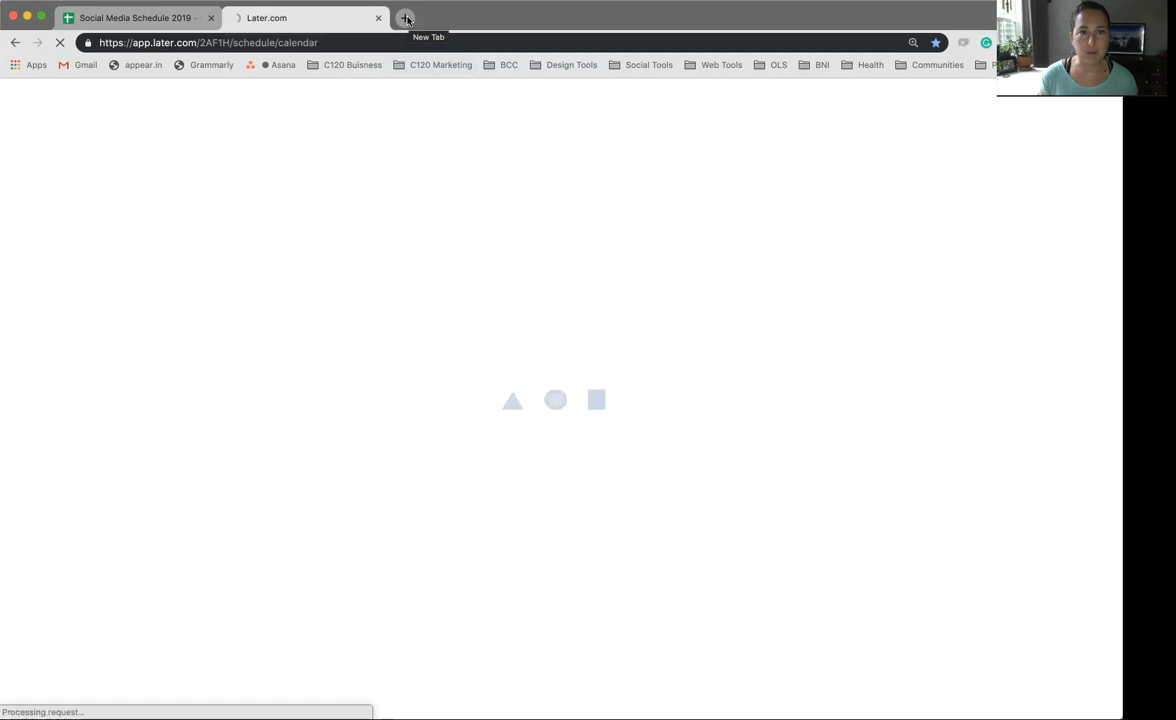 Social Media Schedule 2019 -
Later.com
New Tab
https://app.later.com/2AF1H/schedule/calendar
Apps Gmail appear.in Grammarly Asana C120 Buisness C120 Marketing BCC Design Tools Social Tools Web Tools OLS BNI Health Communities P
Processing request...